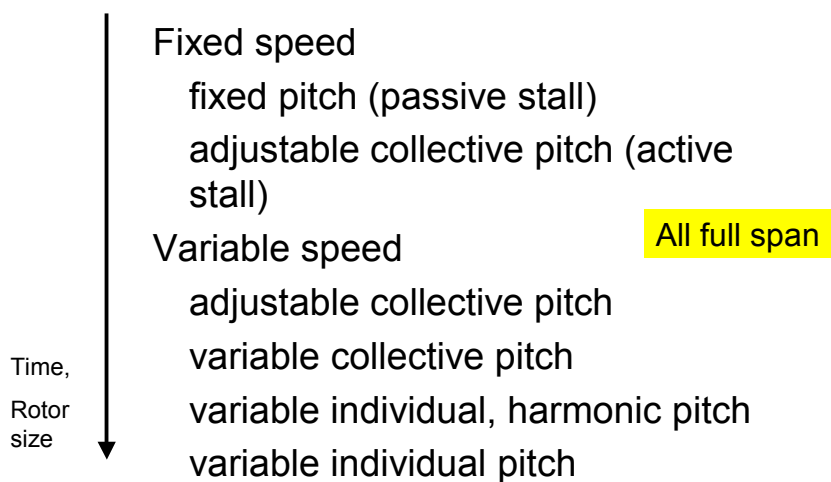 Fixed speed
fixed pitch (passive stall)
adjustable collective pitch (active
stall)
Variable speed
All full span
adjustable collective pitch
variable collective pitch
variable individual, harmonic pitch
variable individual pitch
Time,
Rotor
size